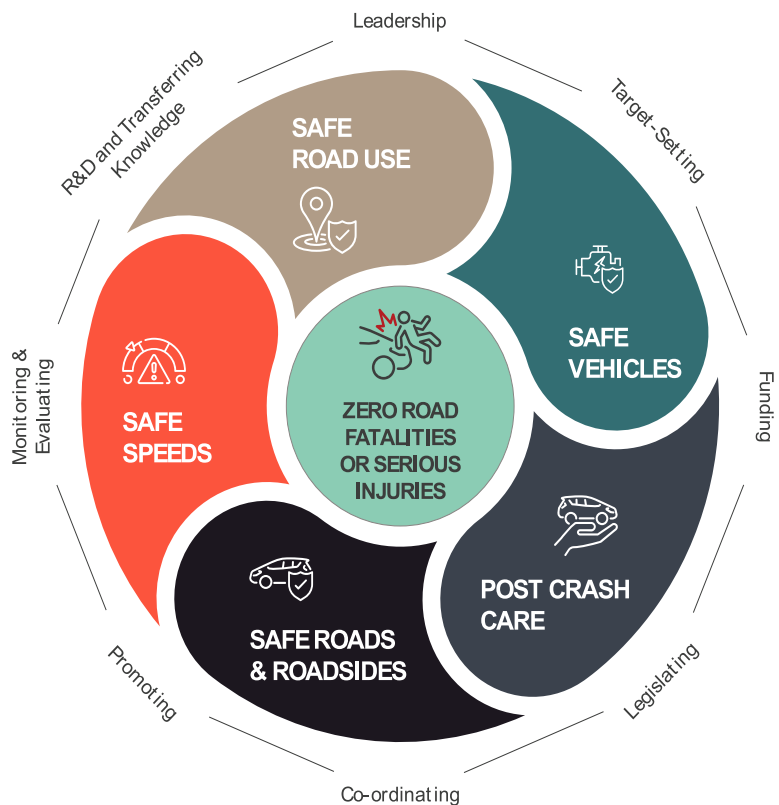 Leadership
Target-Setting
Funding
Legislating
Co-ordinating
Promoting
Monitoring &
Evaluating
R&D and Transferring
Knowledge
SAFE
ROAD USE
SAFE
VEHICLES
POST CRASH
CARE
SAFE ROADS
& ROADSIDES
SAFE
SPEEDS
ZERO ROAD
FATALITIES
OR SERIOUS
INJURIES